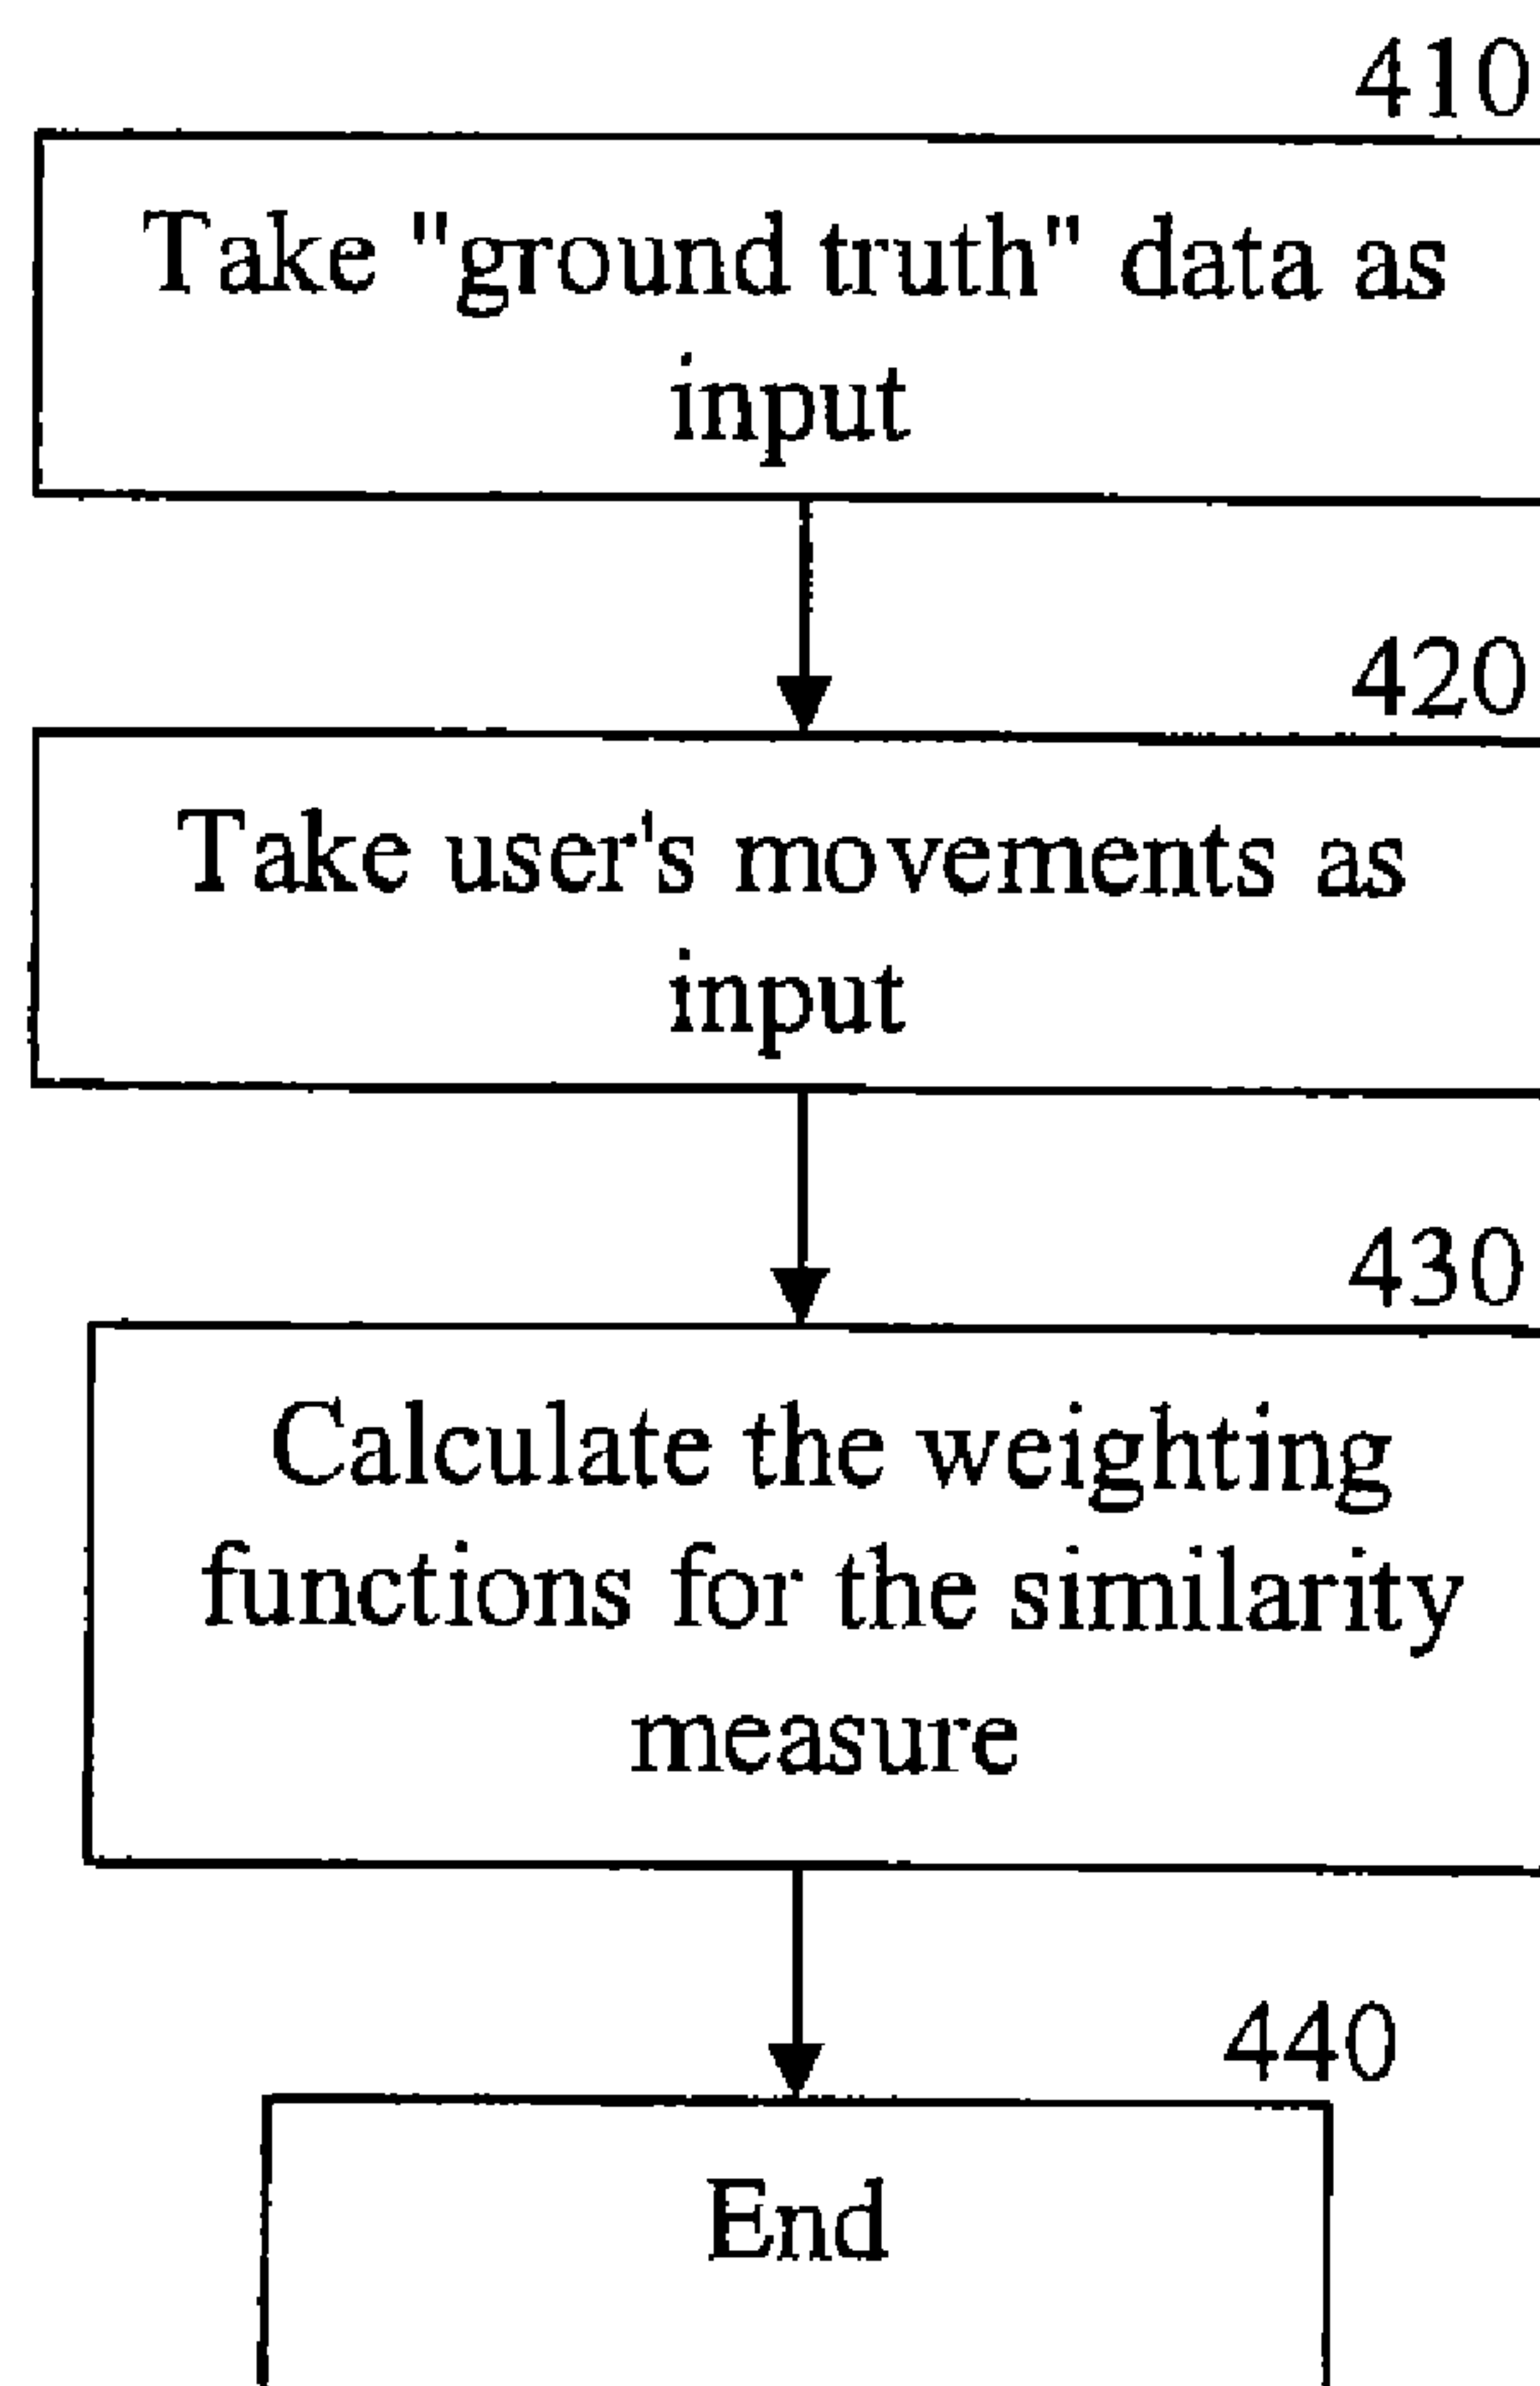 410
Take "ground truth" data as
input
420
Take user's movements as
input
430
Calculate the weighting
functions for the similarity
measure
440
End